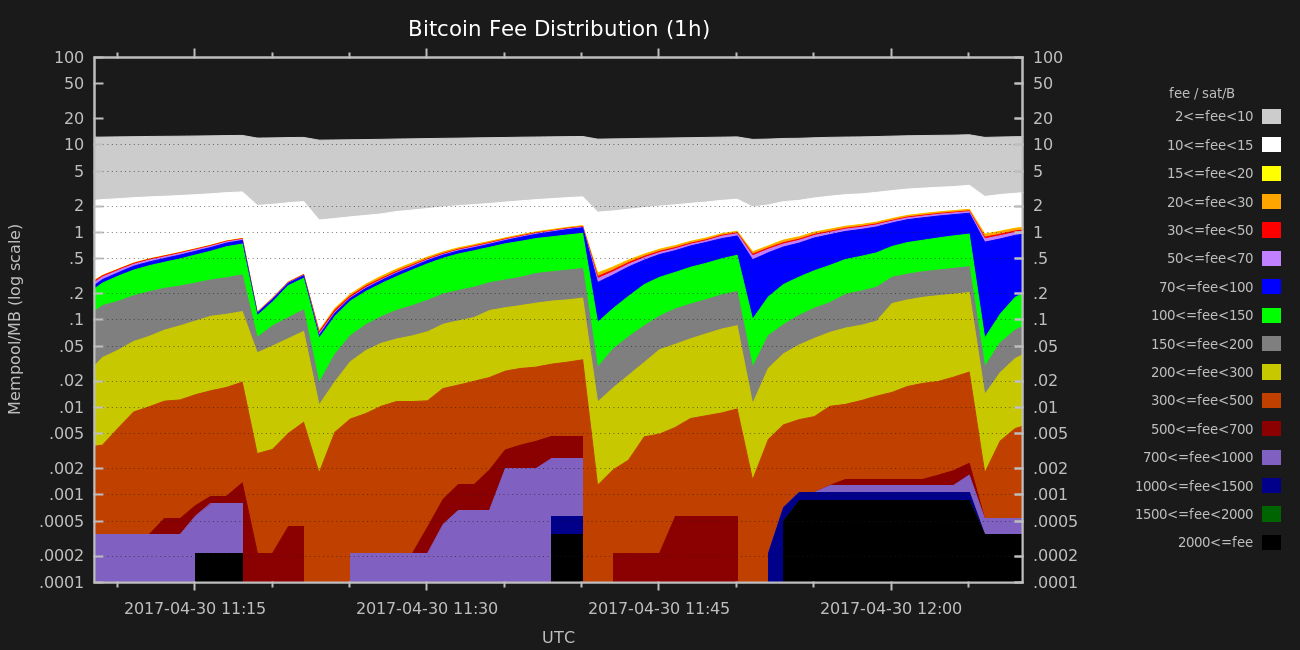 Bitcoin Fee Distribution (1h)
100 100
50 50
20 20
10 10
5 5
2 2
1 1
.5 .5
.2 .2
.1 .1
.05 .05
.02 .02
.01 .01
.005 .005
.002 .002
.001 .001
.0005 .0005
.0002 .0002
.0001 .0001
Mempool/MB (log scale)
2017-04-30 11:15 2017-04-30 11:30 2017-04-30 11:45 2017-04-30 12:00
UTC
fee / sat/B
2<=fee<10
10<=fee<15
15<=fee<20
20<=fee<30
30<=fee<50
50<=fee<70
70<=fee<100
100<=fee<150
150<=fee<200
200<=fee<300
300<=fee<500
500<=fee<700
700<=fee<1000
1000<=fee<1500
1500<=fee<2000
2000<=fee